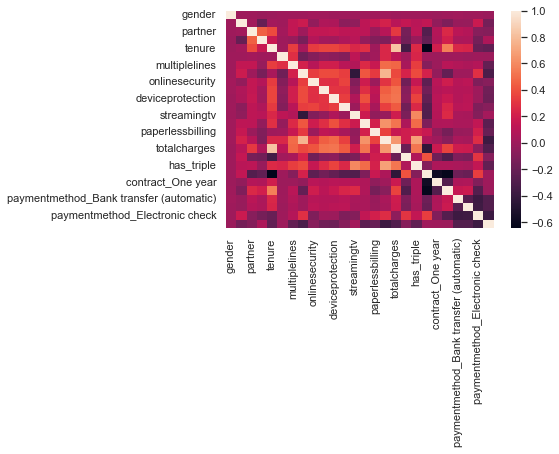 gender
partner
tenure
multiplelines
onlinesecurity
deviceprotection
streamingtv
paperlessbilling
totalcharges
has_triple
contract_One year
paymentmethod_Bank transfer (automatic)
paymentmethod_Electronic check
1.0
0.8
0.6
0.4
0.2
0.0
−0.2
−0.4
−0.6
gender
partner
tenure
multiplelines
onlinesecurity
deviceprotection
streamingtv
paperlessbilling
totalcharges
has_triple
contract_One year
paymentmethod_Bank transfer (automatic)
paymentmethod_Electronic check